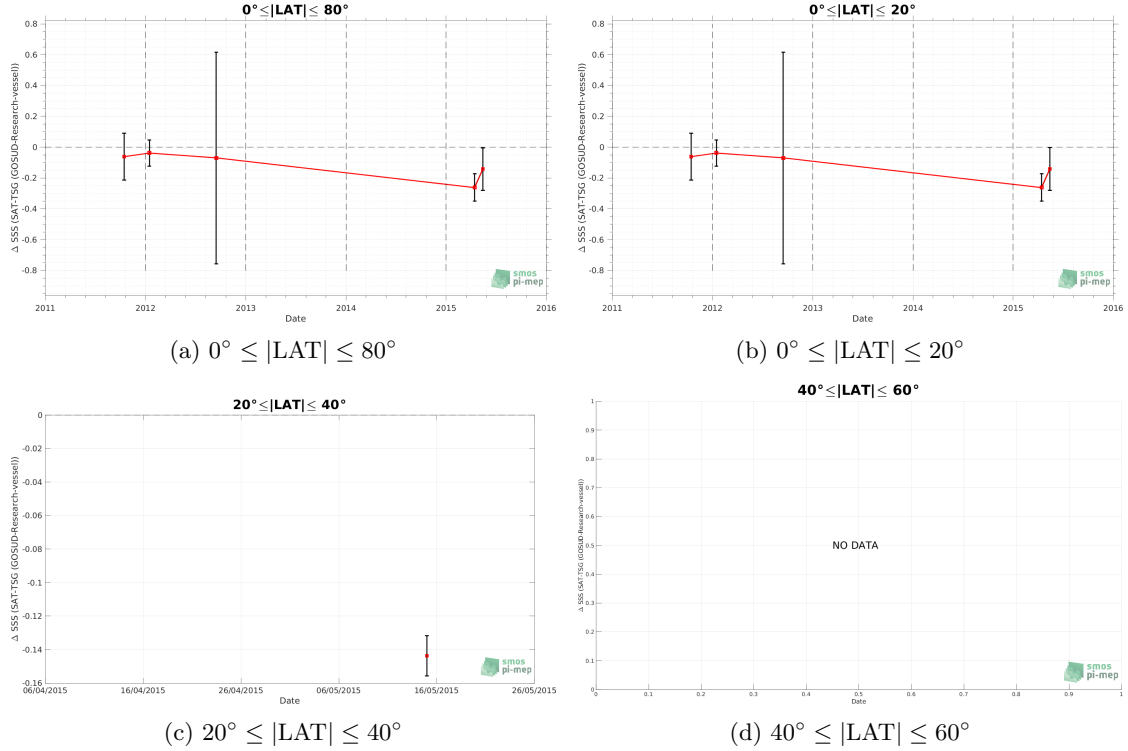 0°≤|LAT|≤ 80°
Δ SSS (SAT-TSG (GOSUD-Research-vessel))
0.8
0.6
0.4
0.2
0
-0.2
-0.4
-0.6
-0.8
smos
pi-mep
2011 2012 2013 2014 2015 2016
Date
(a) 0° ≤ |LAT| ≤ 80°
0°≤|LAT|≤ 20°
Δ SSS (SAT-TSG (GOSUD-Research-vessel))
0.8
0.6
0.4
0.2
0
-0.2
-0.4
-0.6
-0.8
smos
pi-mep
2011 2012 2013 2014 2015 2016
Date
(b) 0° ≤ |LAT| ≤ 20°
20°≤|LAT|≤ 40°
Δ SSS (SAT-TSG (GOSUD-Research-vessel))
0
-0.02
-0.04
-0.06
-0.08
-0.1
-0.12
-0.14
-0.16
smos
pi-mep
06/04/2015 16/04/2015 26/04/2015 06/05/2015 16/05/2015 26/05/2015
Date
(c) 20° ≤ |LAT| ≤ 40°
40°≤|LAT|≤ 60°
Δ SSS (SAT-TSG (GOSUD-Research-vessel))
1
0.9
0.8
0.7
0.6
0.5
0.4
0.3
0.2
0.1
0
NO DATA
smos
pi-mep
0 0.1 0.2 0.3 0.4 0.5 0.6 0.7 0.8 0.9 1
Date
(d) 40° ≤ |LAT| ≤ 60°